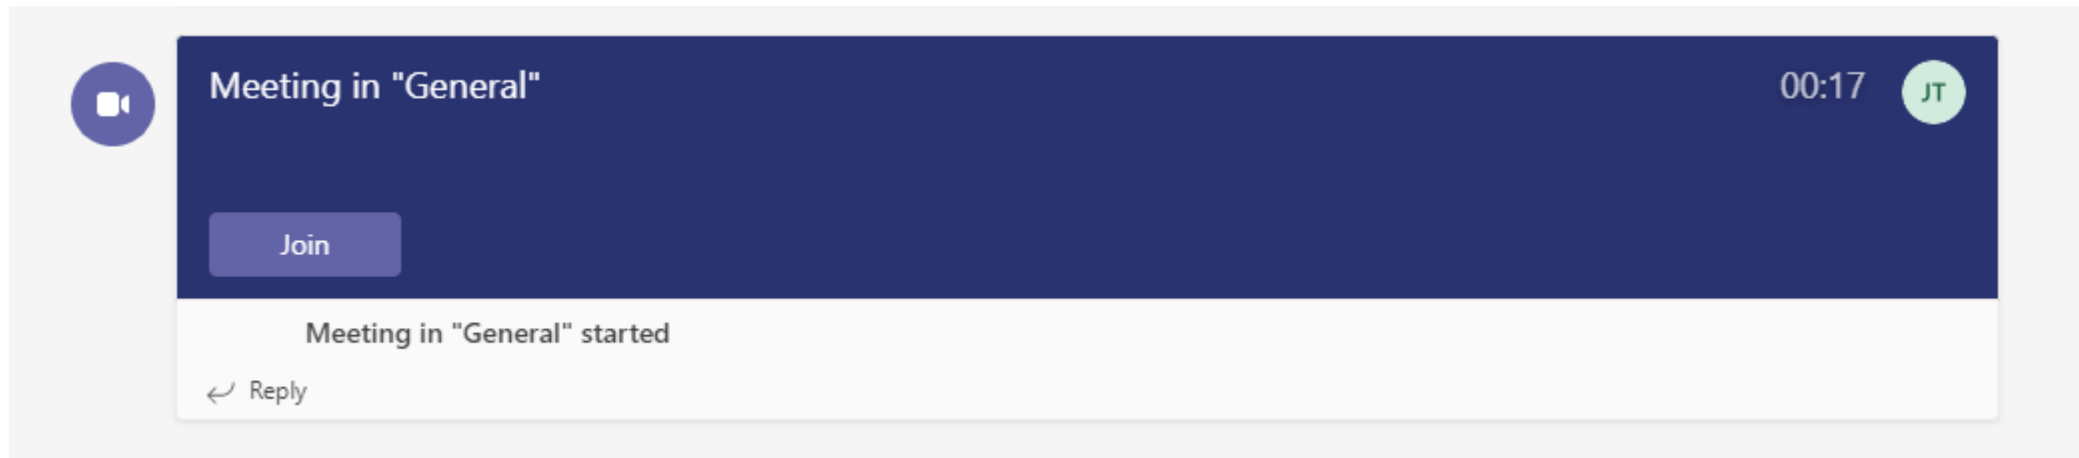 Meeting in "General"
00:17
JT
Join
Meeting in "General" started
Reply